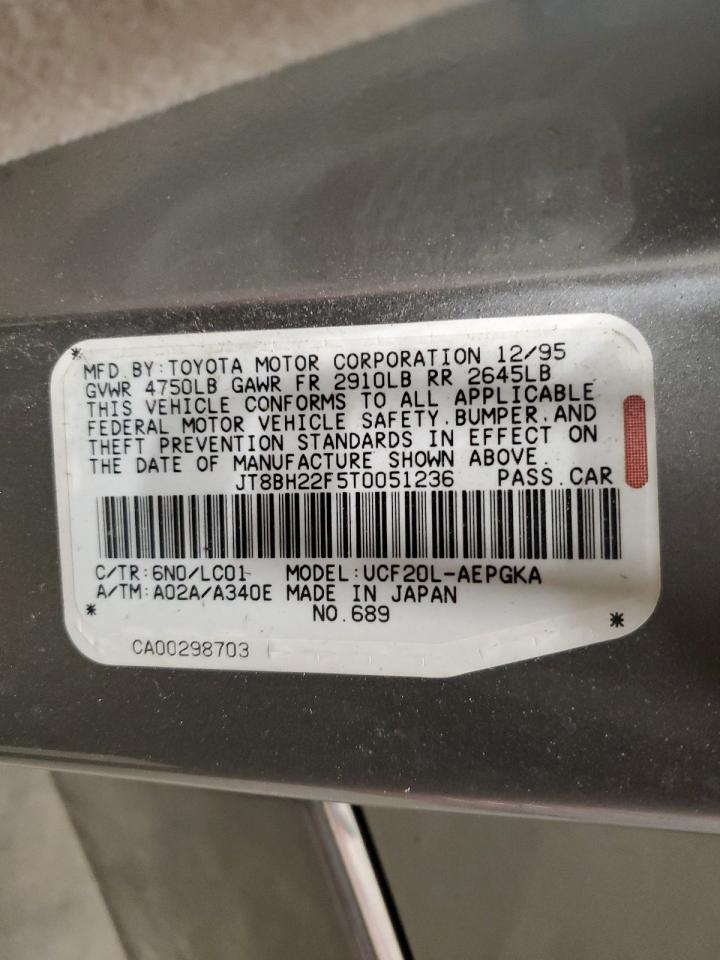 MFD. BY: TOYOTA MOTOR CORPORATION 12/95
GVWR 4750LB GAWR FR 2910LB RR 2645LB
THIS VEHICLE CONFORMS TO ALL APPLICABLE
FEDERAL MOTOR VEHICLE SAFETY. BUMPER. AND
THEFT PREVENTION STANDARDS IN EFFECT ON
THE DATE OF MANUFACTURE SHOWN ABOVE.
JT8BH22F5T0051236 PASS. CAR
C/TR: 6N0/LC01- MODEL: UCF20L-AEPGKA
A/TM: A02A/A340E MADE IN JAPAN
* NO. 689 *
CA00298703